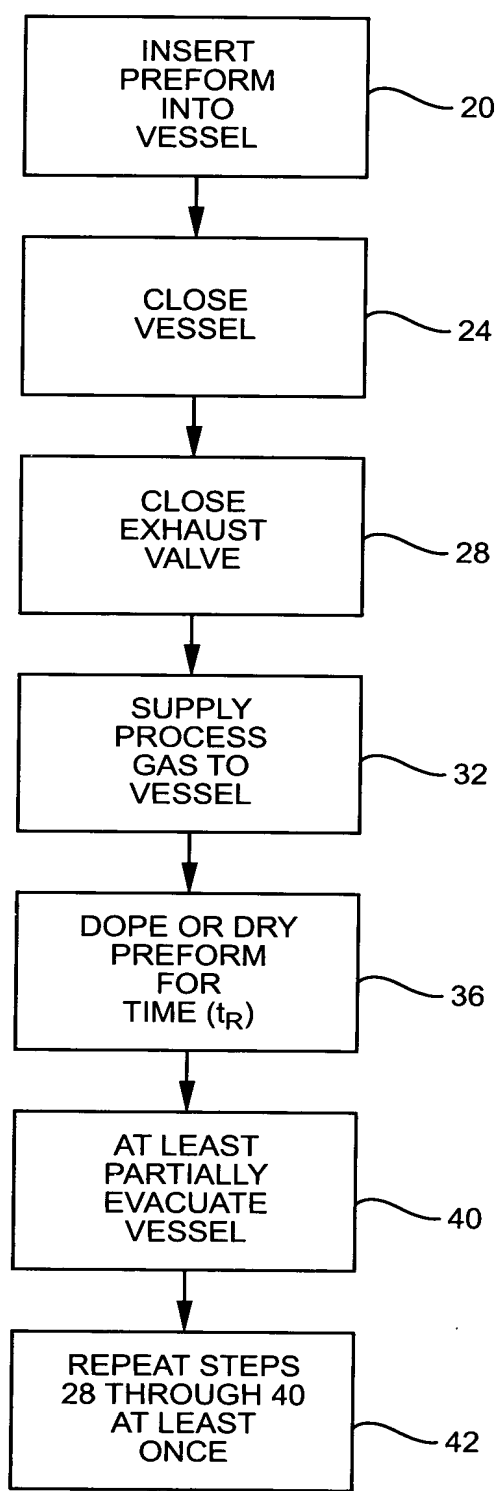 INSERT
PREFORM
INTO
VESSEL
20
CLOSE
VESSEL
24
CLOSE
EXHAUST
VALVE
28
SUPPLY
PROCESS
GAS TO
VESSEL
32
DOPE OR DRY
PREFORM
FOR
TIME (tR)
36
AT LEAST
PARTIALLY
EVACUATE
VESSEL
40
REPEAT STEPS
28 THROUGH 40
AT LEAST
ONCE
42